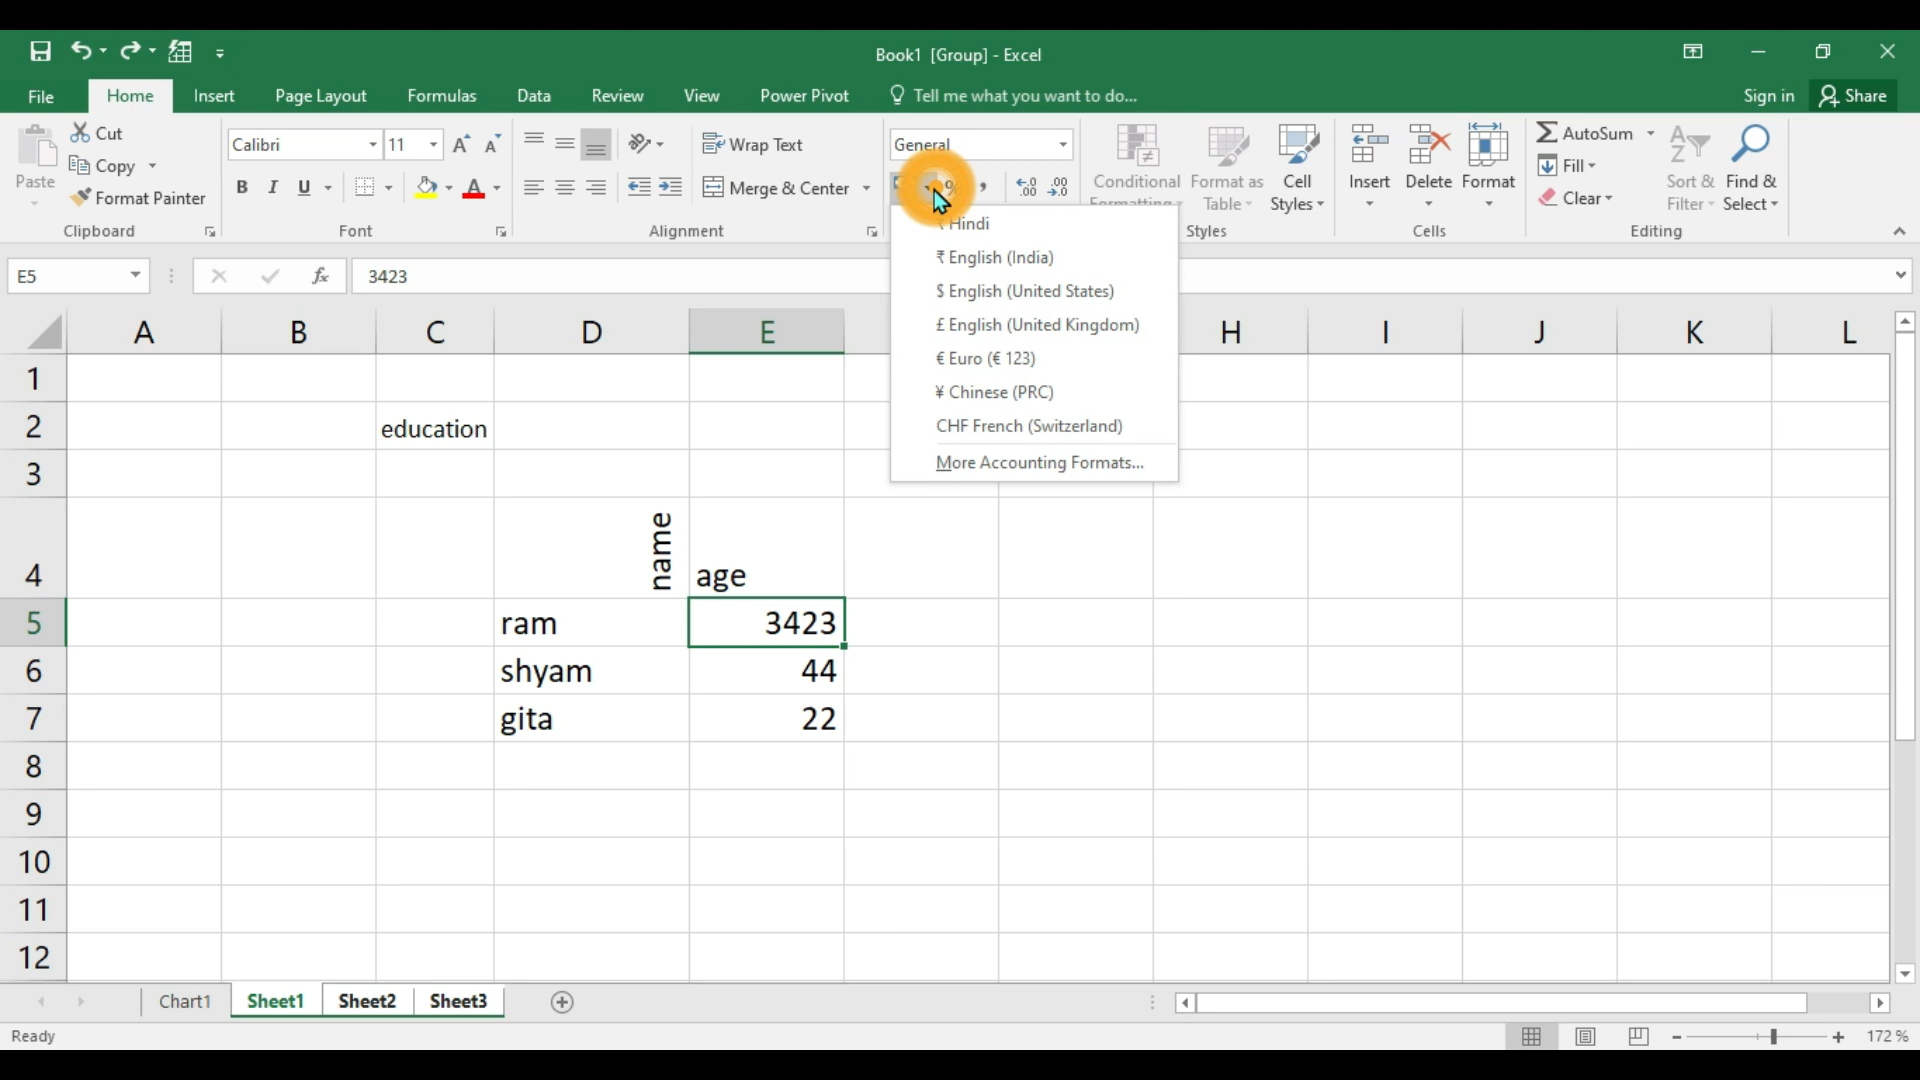 Book1 [Group] - Excel
File Home Insert Page Layout Formulas Data Review View Power Pivot Tell me what you want to do... Sign in Share
Paste Cut Copy Format Painter
Clipboard
Calibri 11
B I U A
Font
Wrap Text
Merge & Center
Alignment
General
%
Conditional Formatting Format as Table Cell Styles
Styles
Insert Delete Format
Cells
AutoSum
Fill
Clear
Sort & Filter Find & Select
Editing
Hindi
₹ English (India)
$ English (United States)
£ English (United Kingdom)
€ Euro (€ 123)
¥ Chinese (PRC)
CHF French (Switzerland)
More Accounting Formats...
E5 fx 3423
A B C D E H I J K L
1
2 education
3
4 name age
5 ram 3423
6 shyam 44
7 gita 22
8
9
10
11
12
Chart1 Sheet1 Sheet2 Sheet3
Ready 172 %